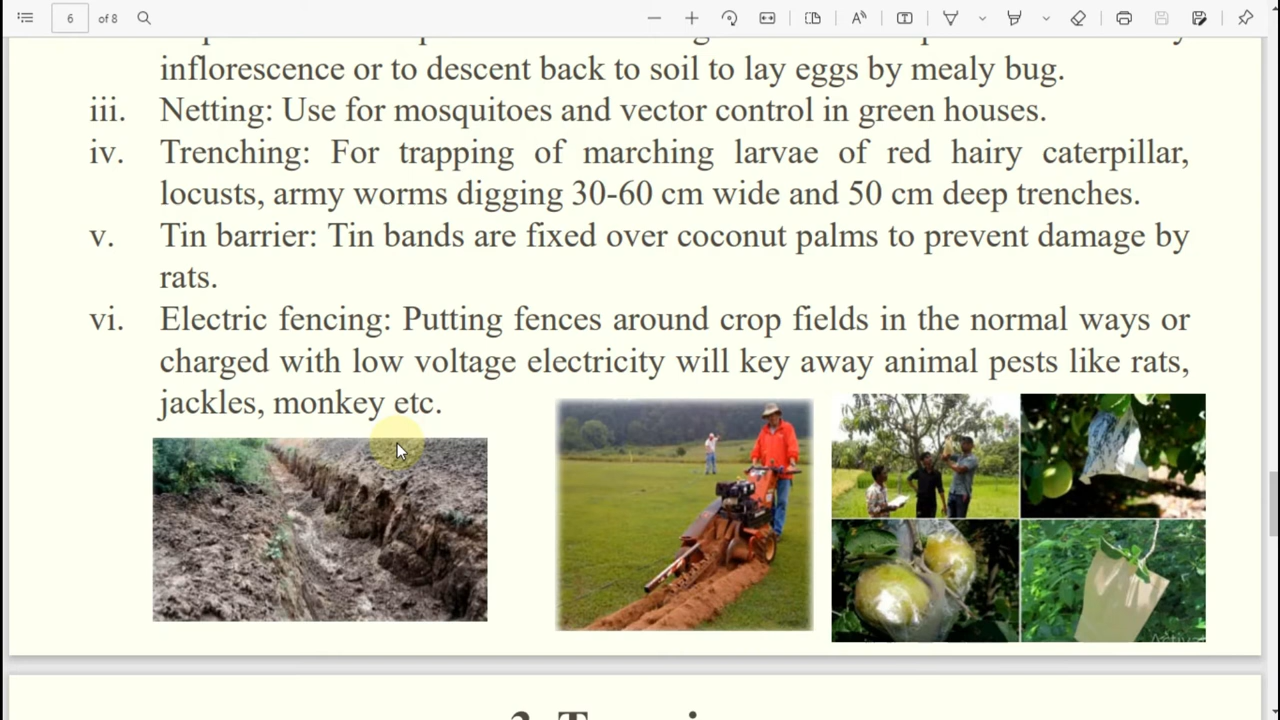 6 of 8
inflorescence or to descent back to soil to lay eggs by mealy bug.
iii. Netting: Use for mosquitoes and vector control in green houses.
iv. Trenching: For trapping of marching larvae of red hairy caterpillar,
locusts, army worms digging 30-60 cm wide and 50 cm deep trenches.
v. Tin barrier: Tin bands are fixed over coconut palms to prevent damage by
rats.
vi. Electric fencing: Putting fences around crop fields in the normal ways or
charged with low voltage electricity will key away animal pests like rats,
jackles, monkey etc.